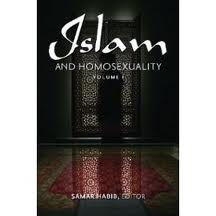 Islam
AND HOMOSEXUALITY
VOLUME 1
SAMAR HABIB, EDITOR